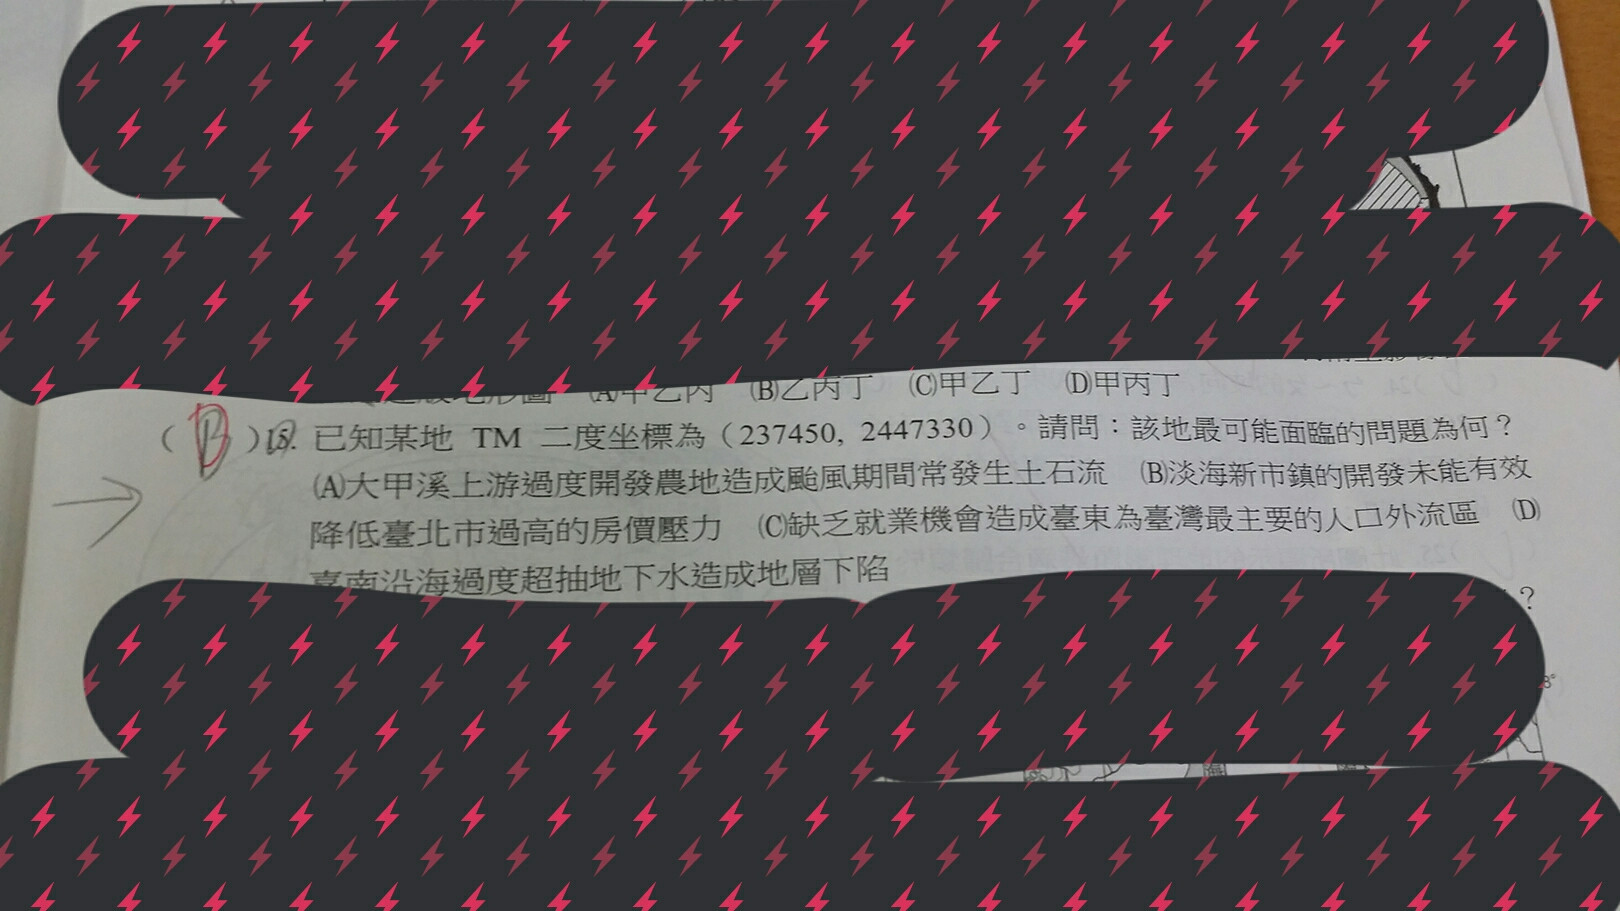 (A)甲乙丙 (B)乙丙丁 (C)甲乙丁 (D)甲丙丁
( B )18. 已知某地 TM 二度坐標為(237450, 2447330)。請問：該地最可能面臨的問題為何？
(A)大甲溪上游過度開發農地造成颱風期間常發生土石流 (B)淡海新市鎮的開發未能有效
降低臺北市過高的房價壓力 (C)缺乏就業機會造成臺東為臺灣最主要的人口外流區 (D)
嘉南沿海過度超抽地下水造成地層下陷
？